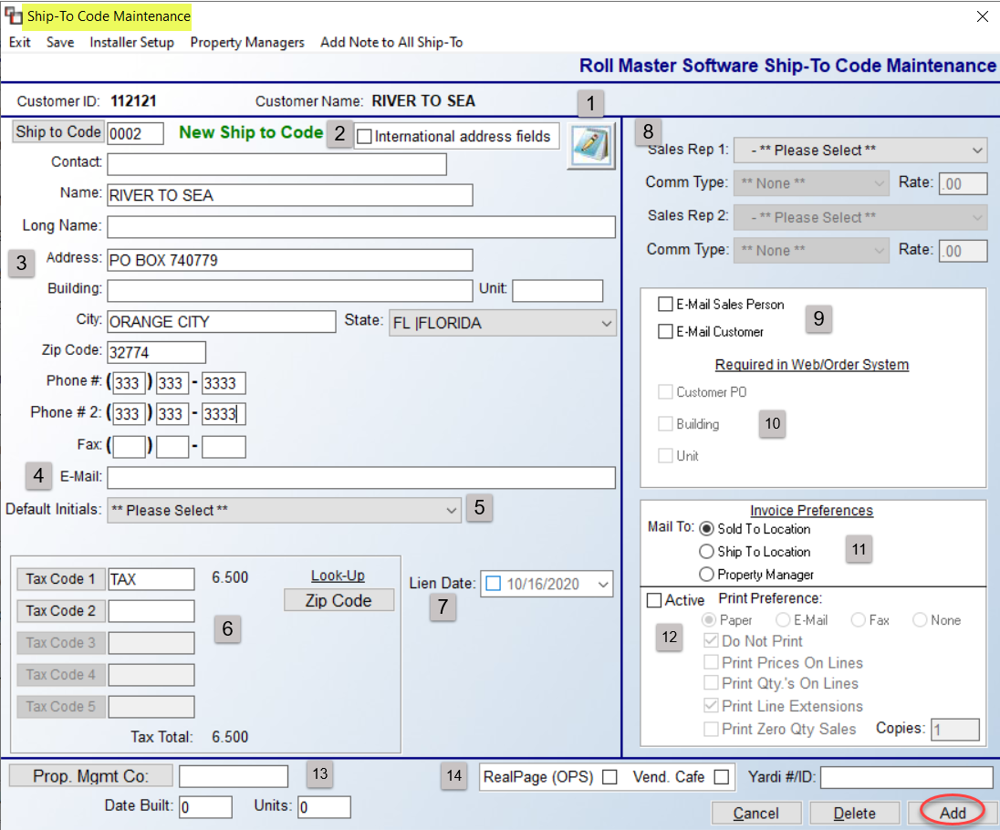 Ship-To Code Maintenance
Exit Save Installer Setup Property Managers Add Note to All Ship-To
Roll Master Software Ship-To Code Maintenance
Customer ID: 112121 Customer Name: RIVER TO SEA
1
Ship to Code 0002 New Ship to Code 2 International address fields
Contact:
Name: RIVER TO SEA
Long Name:
3 Address: PO BOX 740779
Building: Unit:
City: ORANGE CITY State: FL |FLORIDA
Zip Code: 32774
Phone #: (333) 333 - 3333
Phone # 2: (333) 333 - 3333
Fax: ( ) -
4 E-Mail:
Default Initials: ** Please Select ** 5
Tax Code 1 TAX 6.500
Tax Code 2
Tax Code 3
Tax Code 4
Tax Code 5
Tax Total: 6.500
Look-Up
Zip Code
6
Lien Date: 10/16/2020
7
8
Sales Rep 1: - ** Please Select **
Comm Type: ** None ** Rate: .00
Sales Rep 2: - ** Please Select **
Comm Type: ** None ** Rate: .00
E-Mail Sales Person
E-Mail Customer
9
Required in Web/Order System
Customer PO
Building
Unit
10
Invoice Preferences
Mail To: Sold To Location
Ship To Location
Property Manager
11
Active Print Preference:
Paper E-Mail Fax None
12
Do Not Print
Print Prices On Lines
Print Qty.'s On Lines
Print Line Extensions
Print Zero Qty Sales Copies: 1
Prop. Mgmt Co: 13
Date Built: 0 Units: 0
14 RealPage (OPS) Vend. Cafe Yardi #/ID:
Cancel Delete Add